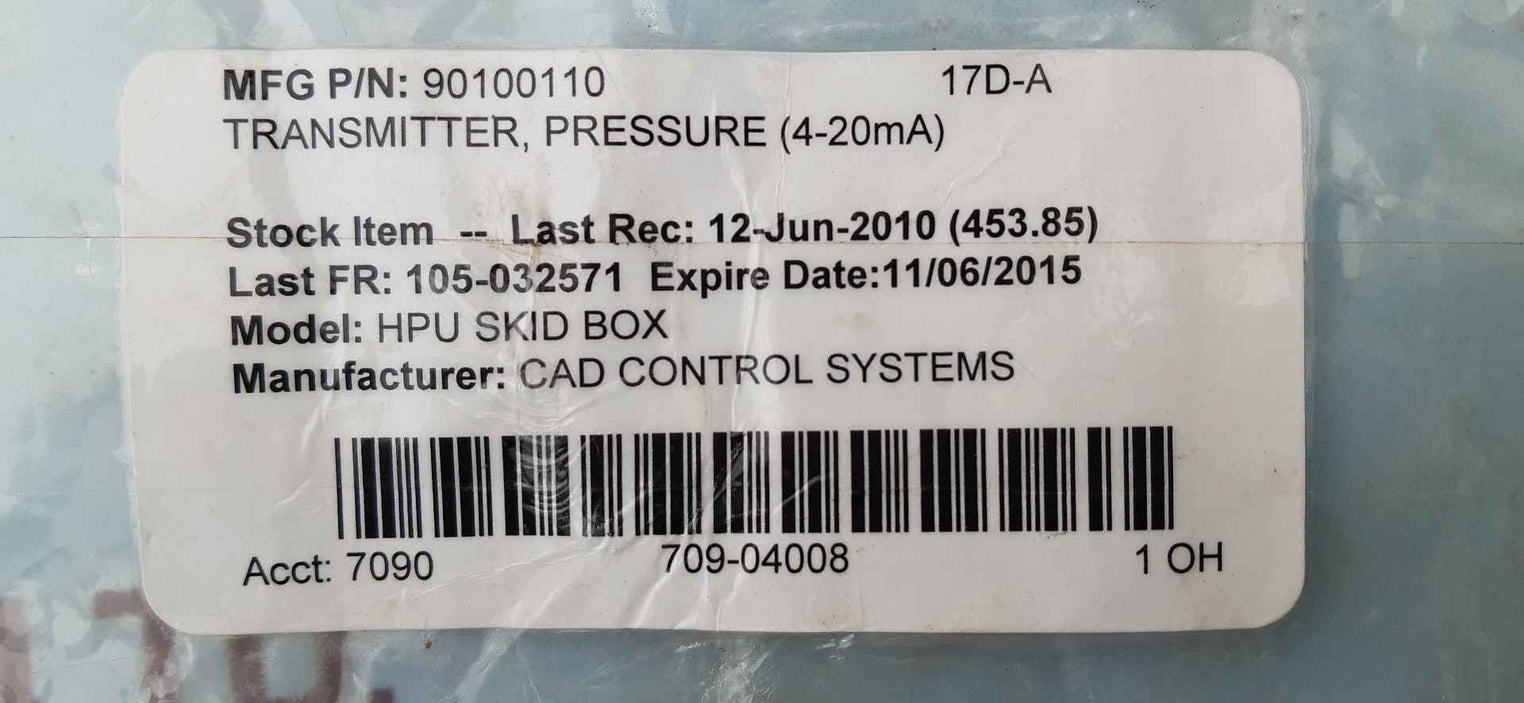 MFG P/N: 90100110 17D-A
TRANSMITTER, PRESSURE (4-20mA)
Stock Item -- Last Rec: 12-Jun-2010 (453.85)
Last FR: 105-032571 Expire Date:11/06/2015
Model: HPU SKID BOX
Manufacturer: CAD CONTROL SYSTEMS
Acct: 7090 709-04008 1 OH